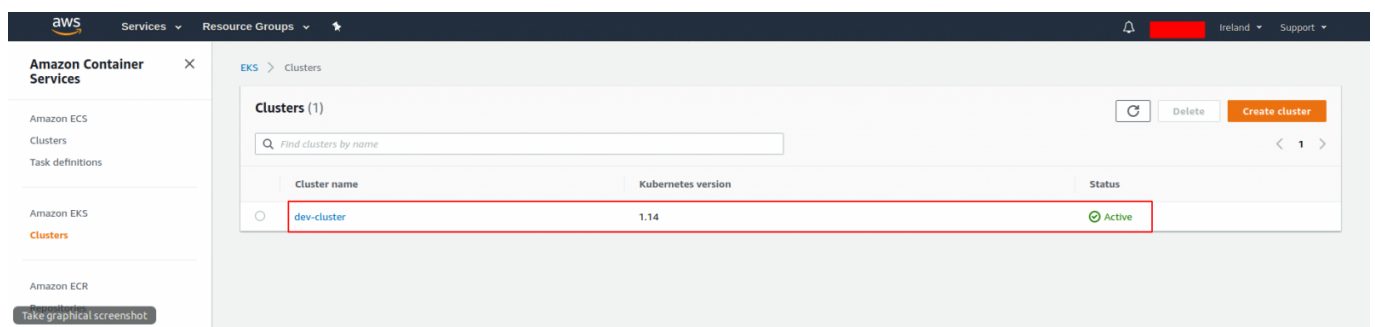 aws Services Resource Groups Ireland Support
Amazon Container
Services
Amazon ECS
Clusters
Task definitions
Amazon EKS
Clusters
Amazon ECR
Repositories
Take graphical screenshot
EKS > Clusters
Clusters (1)
Delete Create cluster
Find clusters by name
< 1 >
Cluster name Kubernetes version Status
dev-cluster 1.14 Active